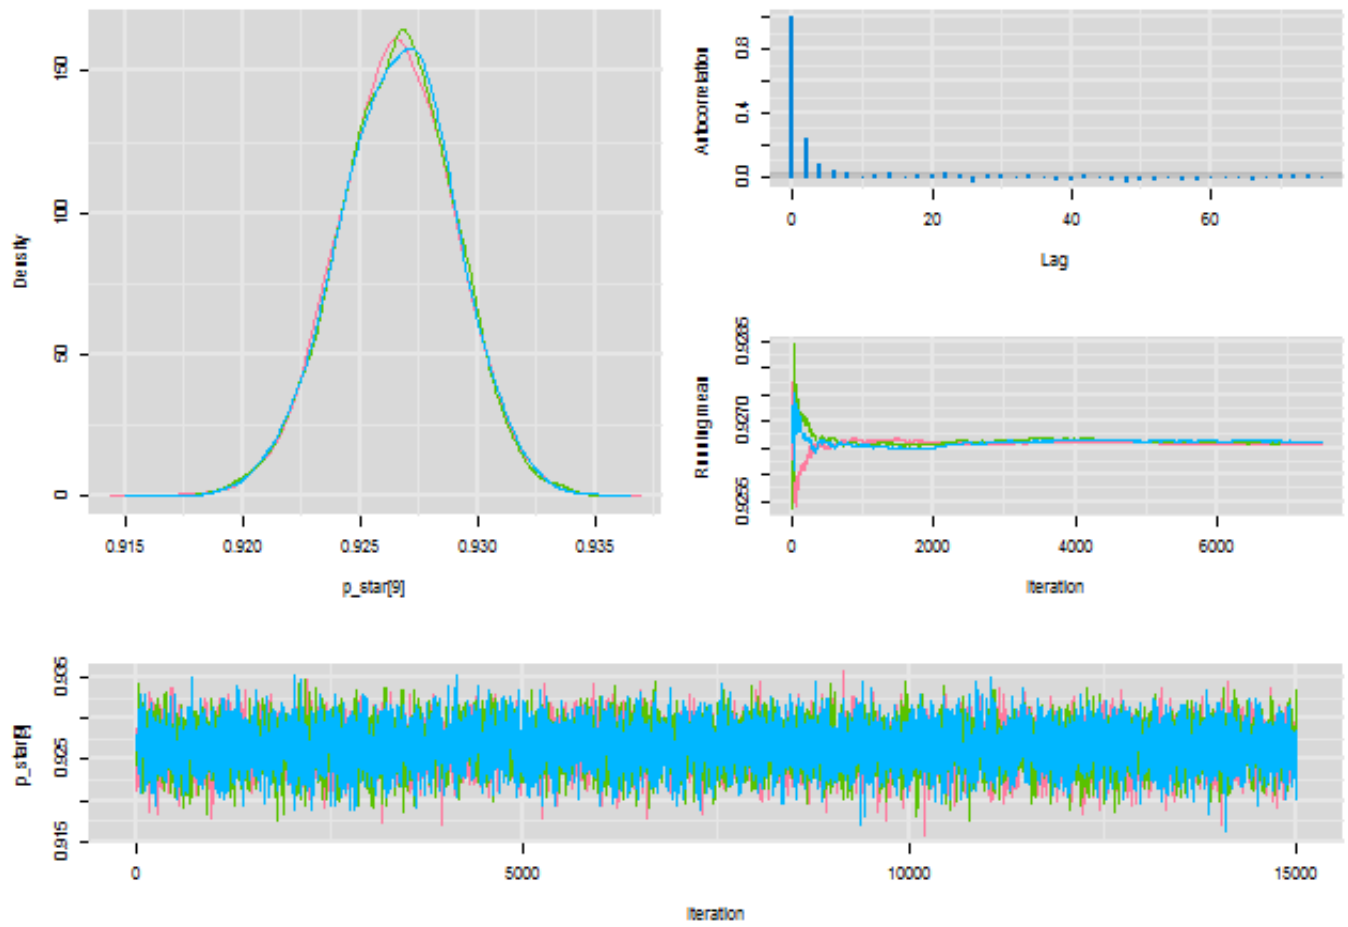 Density
0 50 100 150
0.915 0.920 0.925 0.930 0.935
p_star[9]
Autocorrelation
0.0 0.4 0.8
0 20 40 60
Lag
Running mean
0.9255 0.9270 0.9285
0 2000 4000 6000
Iteration
p_star[9]
0.915 0.925 0.935
0 5000 10000 15000
Iteration